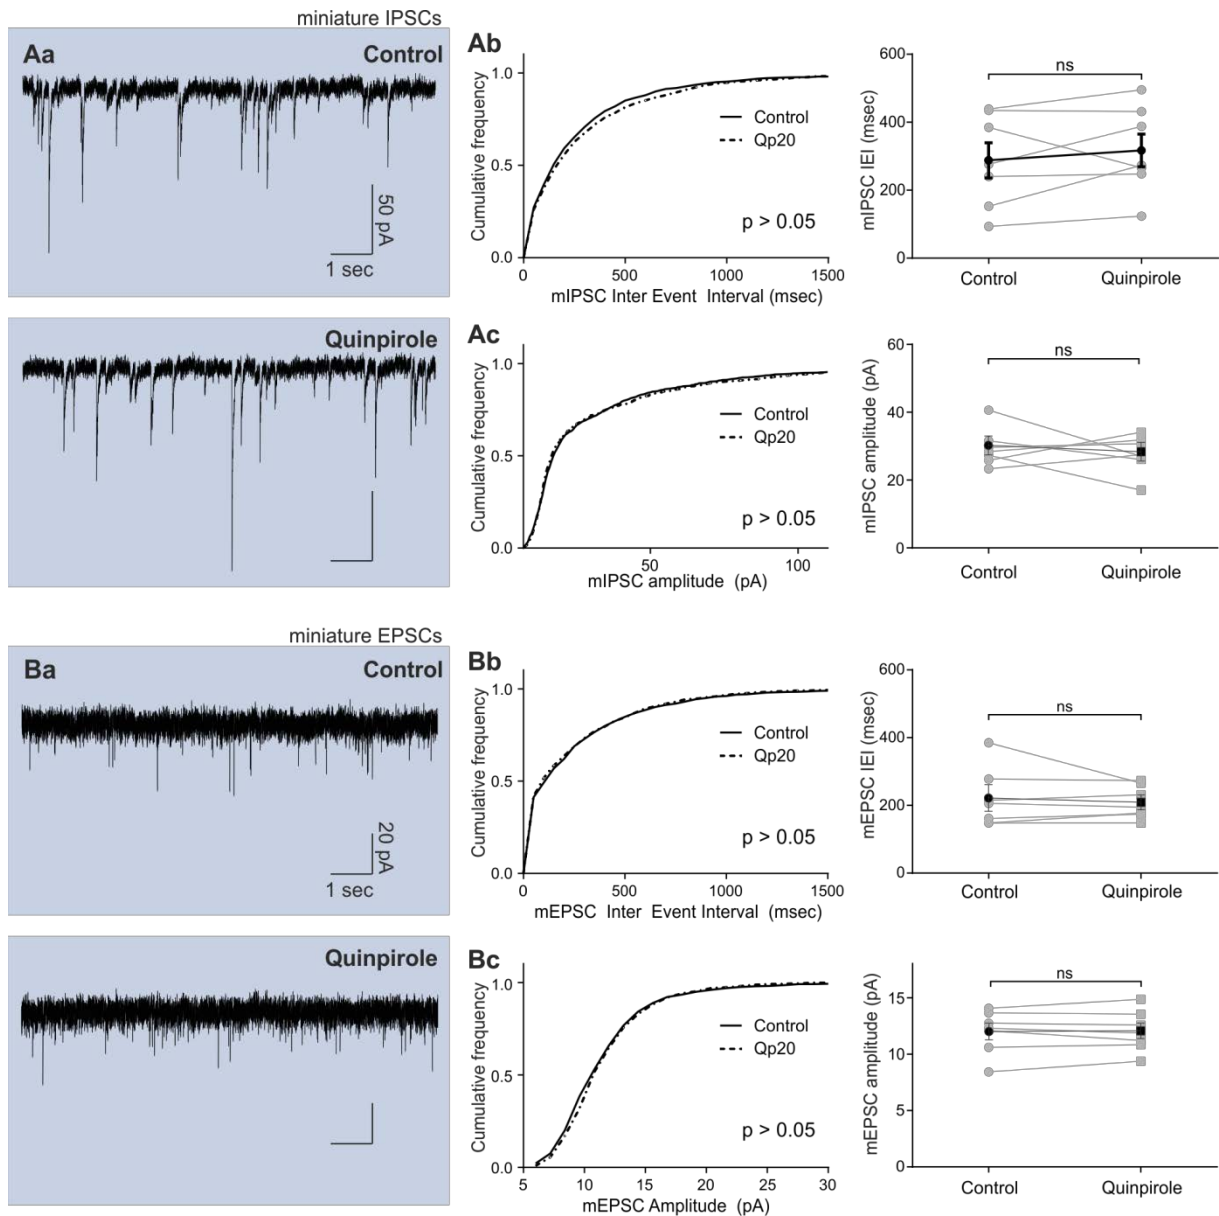 miniature IPSCs
Aa
Control
50 pA
1 sec
Quinpirole
Ab
Cumulative frequency
1.0
0.5
0.0
Control
Qp20
p > 0.05
0
500
1000
1500
mIPSC Inter Event Interval (msec)
mIPSC IEI (msec)
600
400
200
0
ns
Control
Quinpirole
Ac
Cumulative frequency
1.0
0.5
0.0
Control
Qp20
p > 0.05
50
100
mIPSC amplitude (pA)
mIPSC amplitude (pA)
60
40
20
0
ns
Control
Quinpirole
miniature EPSCs
Ba
Control
20 pA
1 sec
Quinpirole
Bb
Cumulative frequency
1.0
0.5
0.0
Control
Qp20
p > 0.05
0
500
1000
1500
mEPSC Inter Event Interval (msec)
mEPSC IEI (msec)
600
400
200
0
ns
Control
Quinpirole
Bc
Cumulative frequency
1.0
0.5
0.0
Control
Qp20
p > 0.05
5
10
15
20
25
30
mEPSC Amplitude (pA)
mEPSC amplitude (pA)
15
10
5
0
ns
Control
Quinpirole